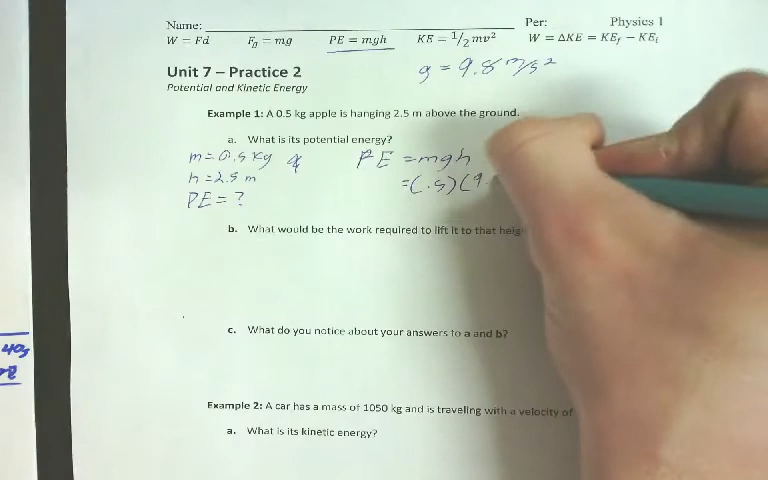 Name: Per: Physics 1
W = Fd F_g = mg PE = mgh KE = 1/2 mv² W = ΔKE = KE_f − KE_i
g = 9.8 m/s²
Unit 7 – Practice 2
Potential and Kinetic Energy
Example 1: A 0.5 kg apple is hanging 2.5 m above the ground.
a. What is its potential energy?
m = 0.5 kg PE = mgh
h = 2.5 m = (.5)(9.
PE = ?
b. What would be the work required to lift it to that heig
c. What do you notice about your answers to a and b?
Example 2: A car has a mass of 1050 kg and is traveling with a velocity of
a. What is its kinetic energy?